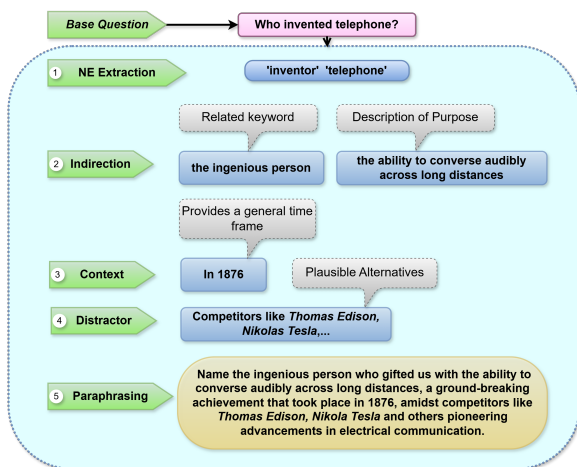 Base Question
Who invented telephone?
1 NE Extraction
'inventor' 'telephone'
Related keyword
Description of Purpose
2 Indirection
the ingenious person
the ability to converse audibly
across long distances
Provides a general time
frame
3 Context
In 1876
Plausible Alternatives
4 Distractor
Competitors like Thomas Edison,
Nikolas Tesla,...
5 Paraphrasing
Name the ingenious person who gifted us with the ability to
converse audibly across long distances, a ground-breaking
achievement that took place in 1876, amidst competitors like
Thomas Edison, Nikola Tesla and others pioneering
advancements in electrical communication.